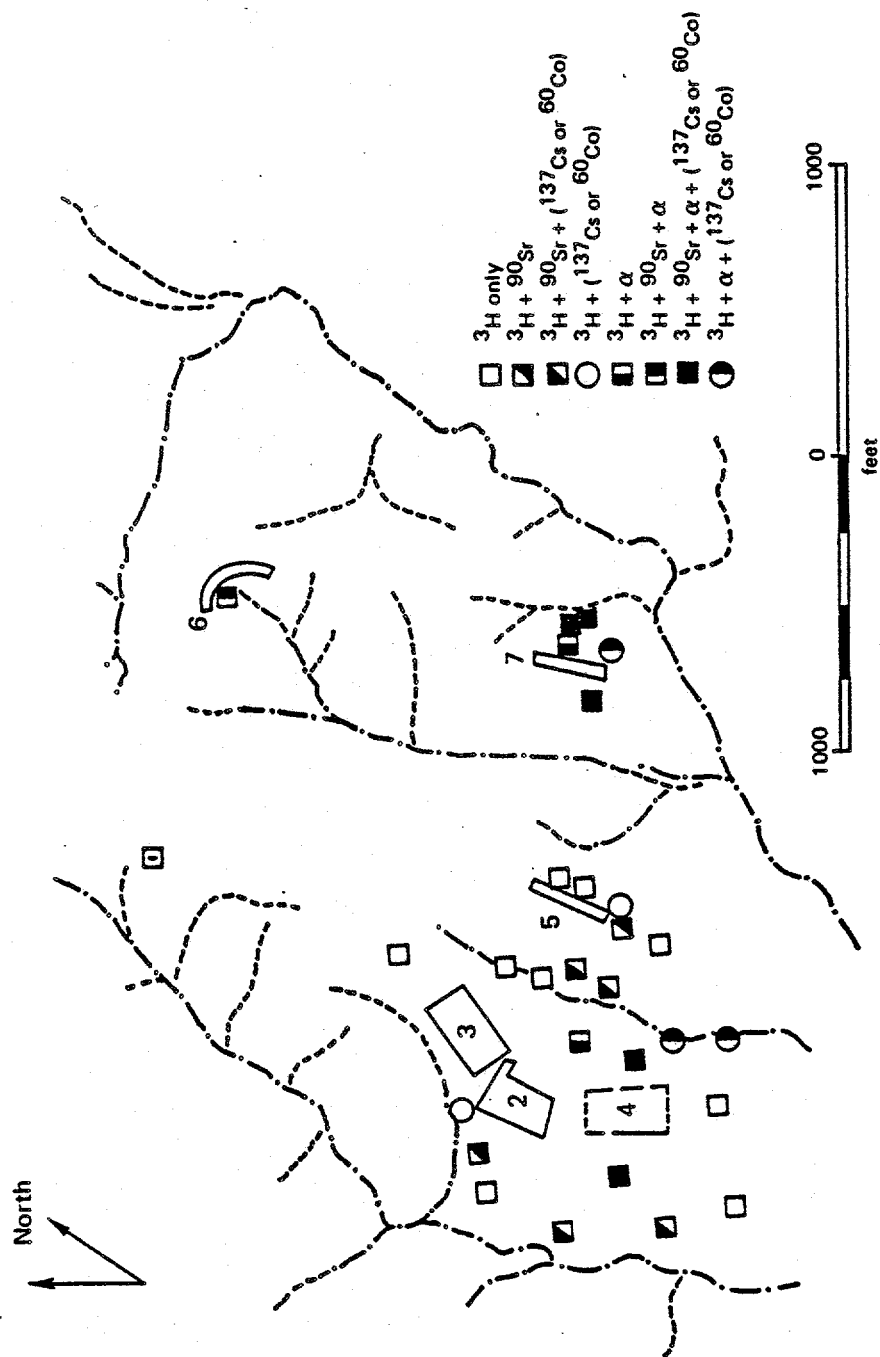 North
6
7
5
3
2
4
³H only
³H + ⁹⁰Sr
³H + ⁹⁰Sr + (¹³⁷Cs or ⁶⁰Co)
³H + (¹³⁷Cs or ⁶⁰Co)
³H + α
³H + ⁹⁰Sr + α
³H + ⁹⁰Sr + α + (¹³⁷Cs or ⁶⁰Co)
³H + α + (¹³⁷Cs or ⁶⁰Co)
1000 0 1000
feet